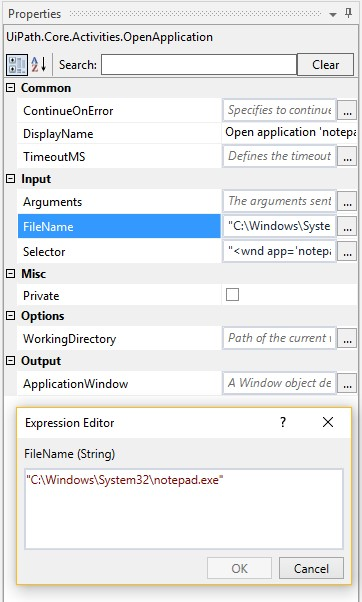 Properties
UiPath.Core.Activities.OpenApplication
Search:
Clear
Common
ContinueOnError Specifies to continue ...
DisplayName Open application 'notepa ...
TimeoutMS Defines the timeout ...
Input
Arguments The arguments sent ...
FileName "C:\Windows\Syste ...
Selector "<wnd app='notepa ...
Misc
Private
Options
WorkingDirectory Path of the current ...
Output
ApplicationWindow A Window object de ...
Expression Editor ?
FileName (String)
"C:\Windows\System32\notepad.exe"
OK Cancel